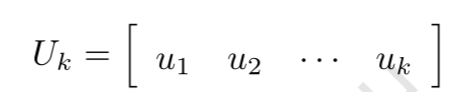 U_k = [ u_1 u_2 ⋯ u_k ]